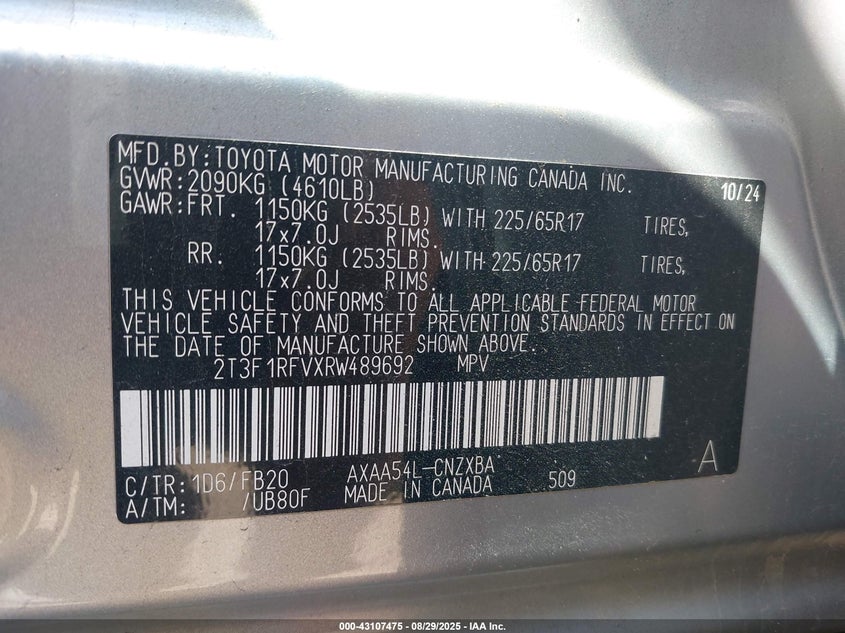 MFD.BY:TOYOTA MOTOR MANUFACTURING CANADA INC. 10/24
GVWR:2090KG (4610LB)
GAWR:FRT. 1150KG (2535LB) WITH 225/65R17 TIRES,
17x7.0J RIMS.
RR. 1150KG (2535LB) WITH 225/65R17 TIRES,
17x7.0J RIMS.
THIS VEHICLE CONFORMS TO ALL APPLICABLE FEDERAL MOTOR
VEHICLE SAFETY AND THEFT PREVENTION STANDARDS IN EFFECT ON
THE DATE OF MANUFACTURE SHOWN ABOVE.
2T3F1RFVXRW489692 MPV
C/TR:1D6/FB20 AXAA54L-CNZXBA 509 A
A/TM: /UB80F MADE IN CANADA
000-43107475 - 08/29/2025 - IAA Inc.